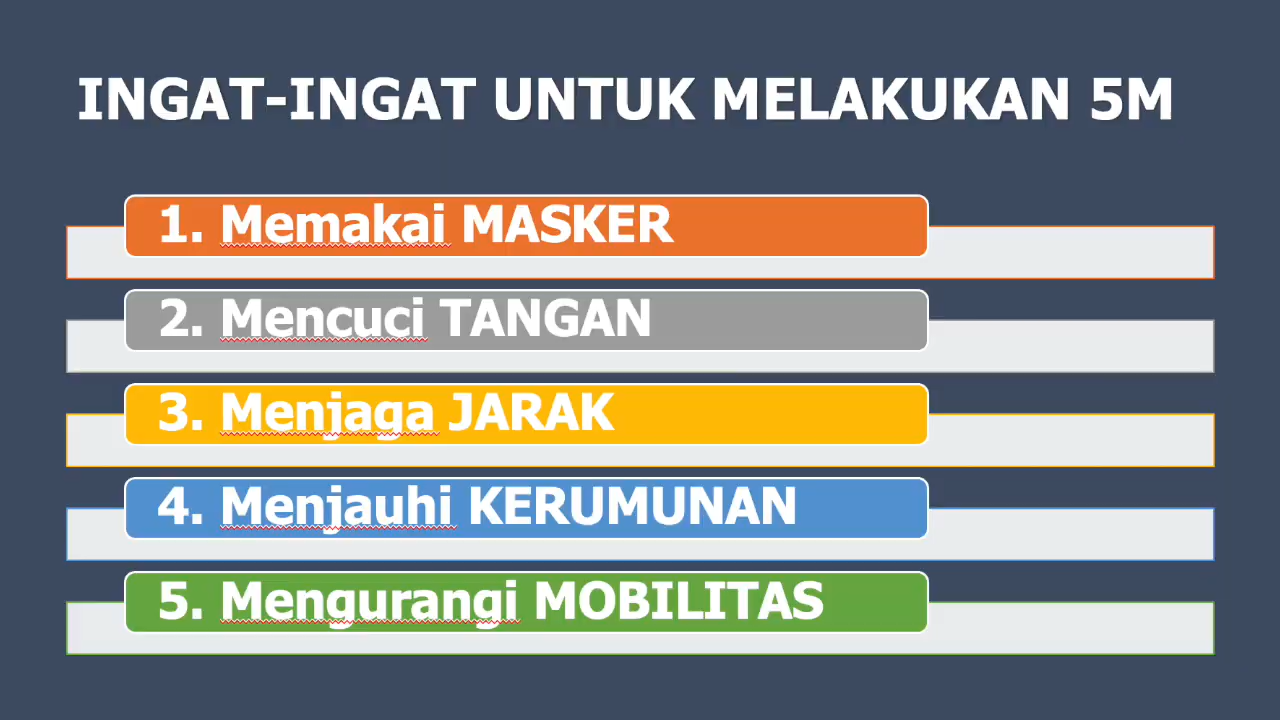 INGAT-INGAT UNTUK MELAKUKAN 5M
1. Memakai MASKER
2. Mencuci TANGAN
3. Menjaga JARAK
4. Menjauhi KERUMUNAN
5. Mengurangi MOBILITAS